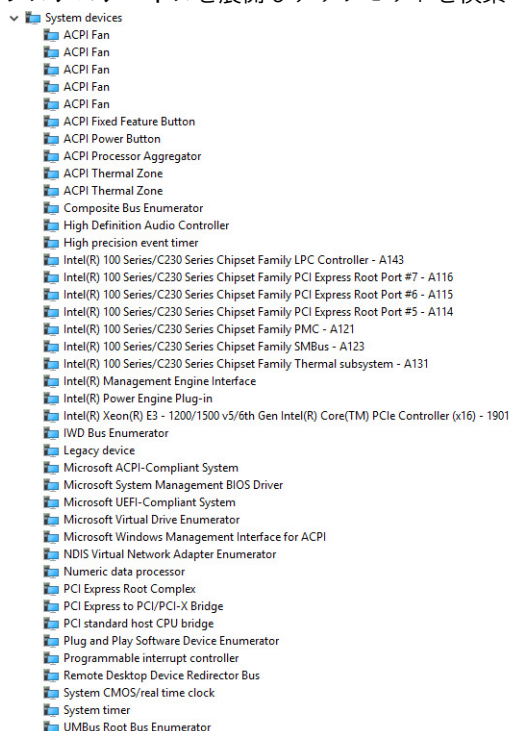 System devices
ACPI Fan
ACPI Fan
ACPI Fan
ACPI Fan
ACPI Fan
ACPI Fixed Feature Button
ACPI Power Button
ACPI Processor Aggregator
ACPI Thermal Zone
ACPI Thermal Zone
Composite Bus Enumerator
High Definition Audio Controller
High precision event timer
Intel(R) 100 Series/C230 Series Chipset Family LPC Controller - A143
Intel(R) 100 Series/C230 Series Chipset Family PCI Express Root Port #7 - A116
Intel(R) 100 Series/C230 Series Chipset Family PCI Express Root Port #6 - A115
Intel(R) 100 Series/C230 Series Chipset Family PCI Express Root Port #5 - A114
Intel(R) 100 Series/C230 Series Chipset Family PMC - A121
Intel(R) 100 Series/C230 Series Chipset Family SMBus - A123
Intel(R) 100 Series/C230 Series Chipset Family Thermal subsystem - A131
Intel(R) Management Engine Interface
Intel(R) Power Engine Plug-in
Intel(R) Xeon(R) E3 - 1200/1500 v5/6th Gen Intel(R) Core(TM) PCIe Controller (x16) - 1901
IWD Bus Enumerator
Legacy device
Microsoft ACPI-Compliant System
Microsoft System Management BIOS Driver
Microsoft UEFI-Compliant System
Microsoft Virtual Drive Enumerator
Microsoft Windows Management Interface for ACPI
NDIS Virtual Network Adapter Enumerator
Numeric data processor
PCI Express Root Complex
PCI Express to PCI/PCI-X Bridge
PCI standard host CPU bridge
Plug and Play Software Device Enumerator
Programmable interrupt controller
Remote Desktop Device Redirector Bus
System CMOS/real time clock
System timer
UMBus Root Bus Enumerator